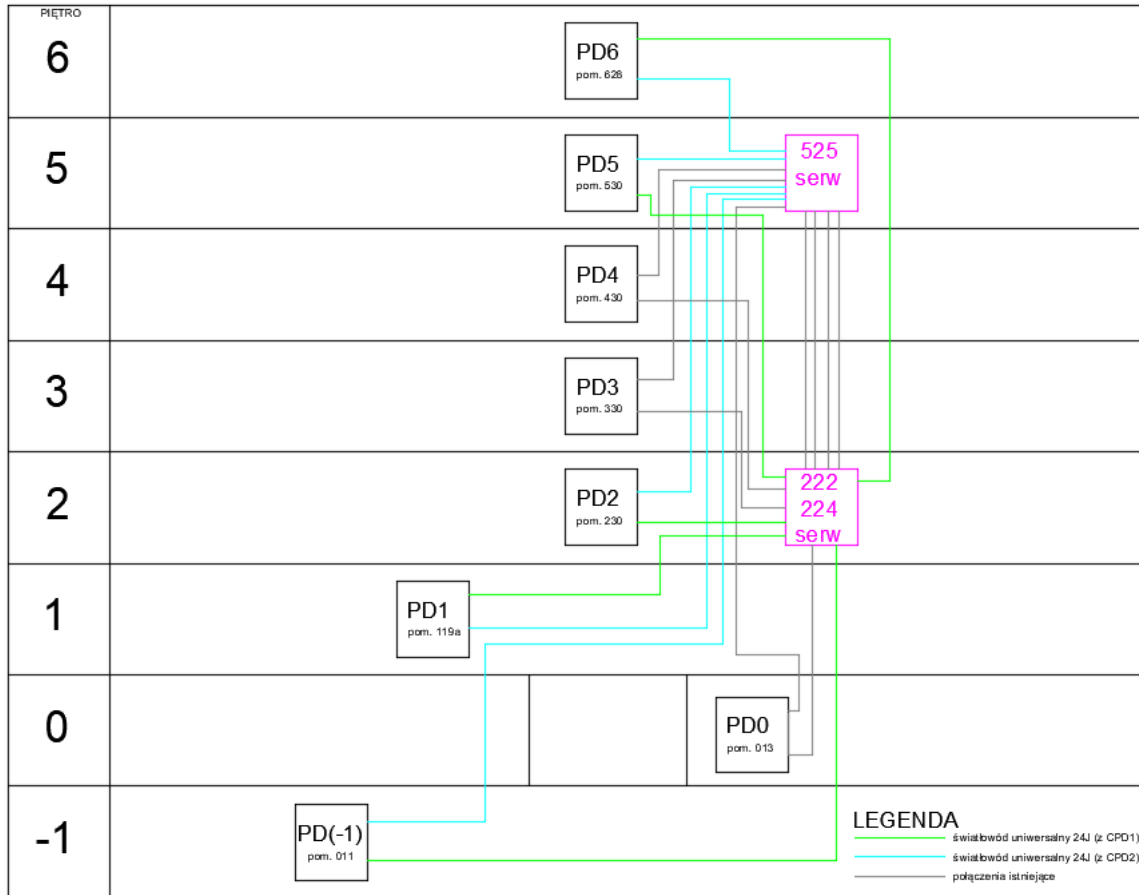 PIĘTRO
6
PD6
pom. 628
5
PD5
pom. 530
525
serw
4
PD4
pom. 430
3
PD3
pom. 330
2
PD2
pom. 230
222
224
serw
1
PD1
pom. 119a
0
PD0
pom. 013
-1
PD(-1)
pom. 011
LEGENDA
światłowód uniwersalny 24J (z CPD1)
światłowód uniwersalny 24J (z CPD2)
połączenia istniejące